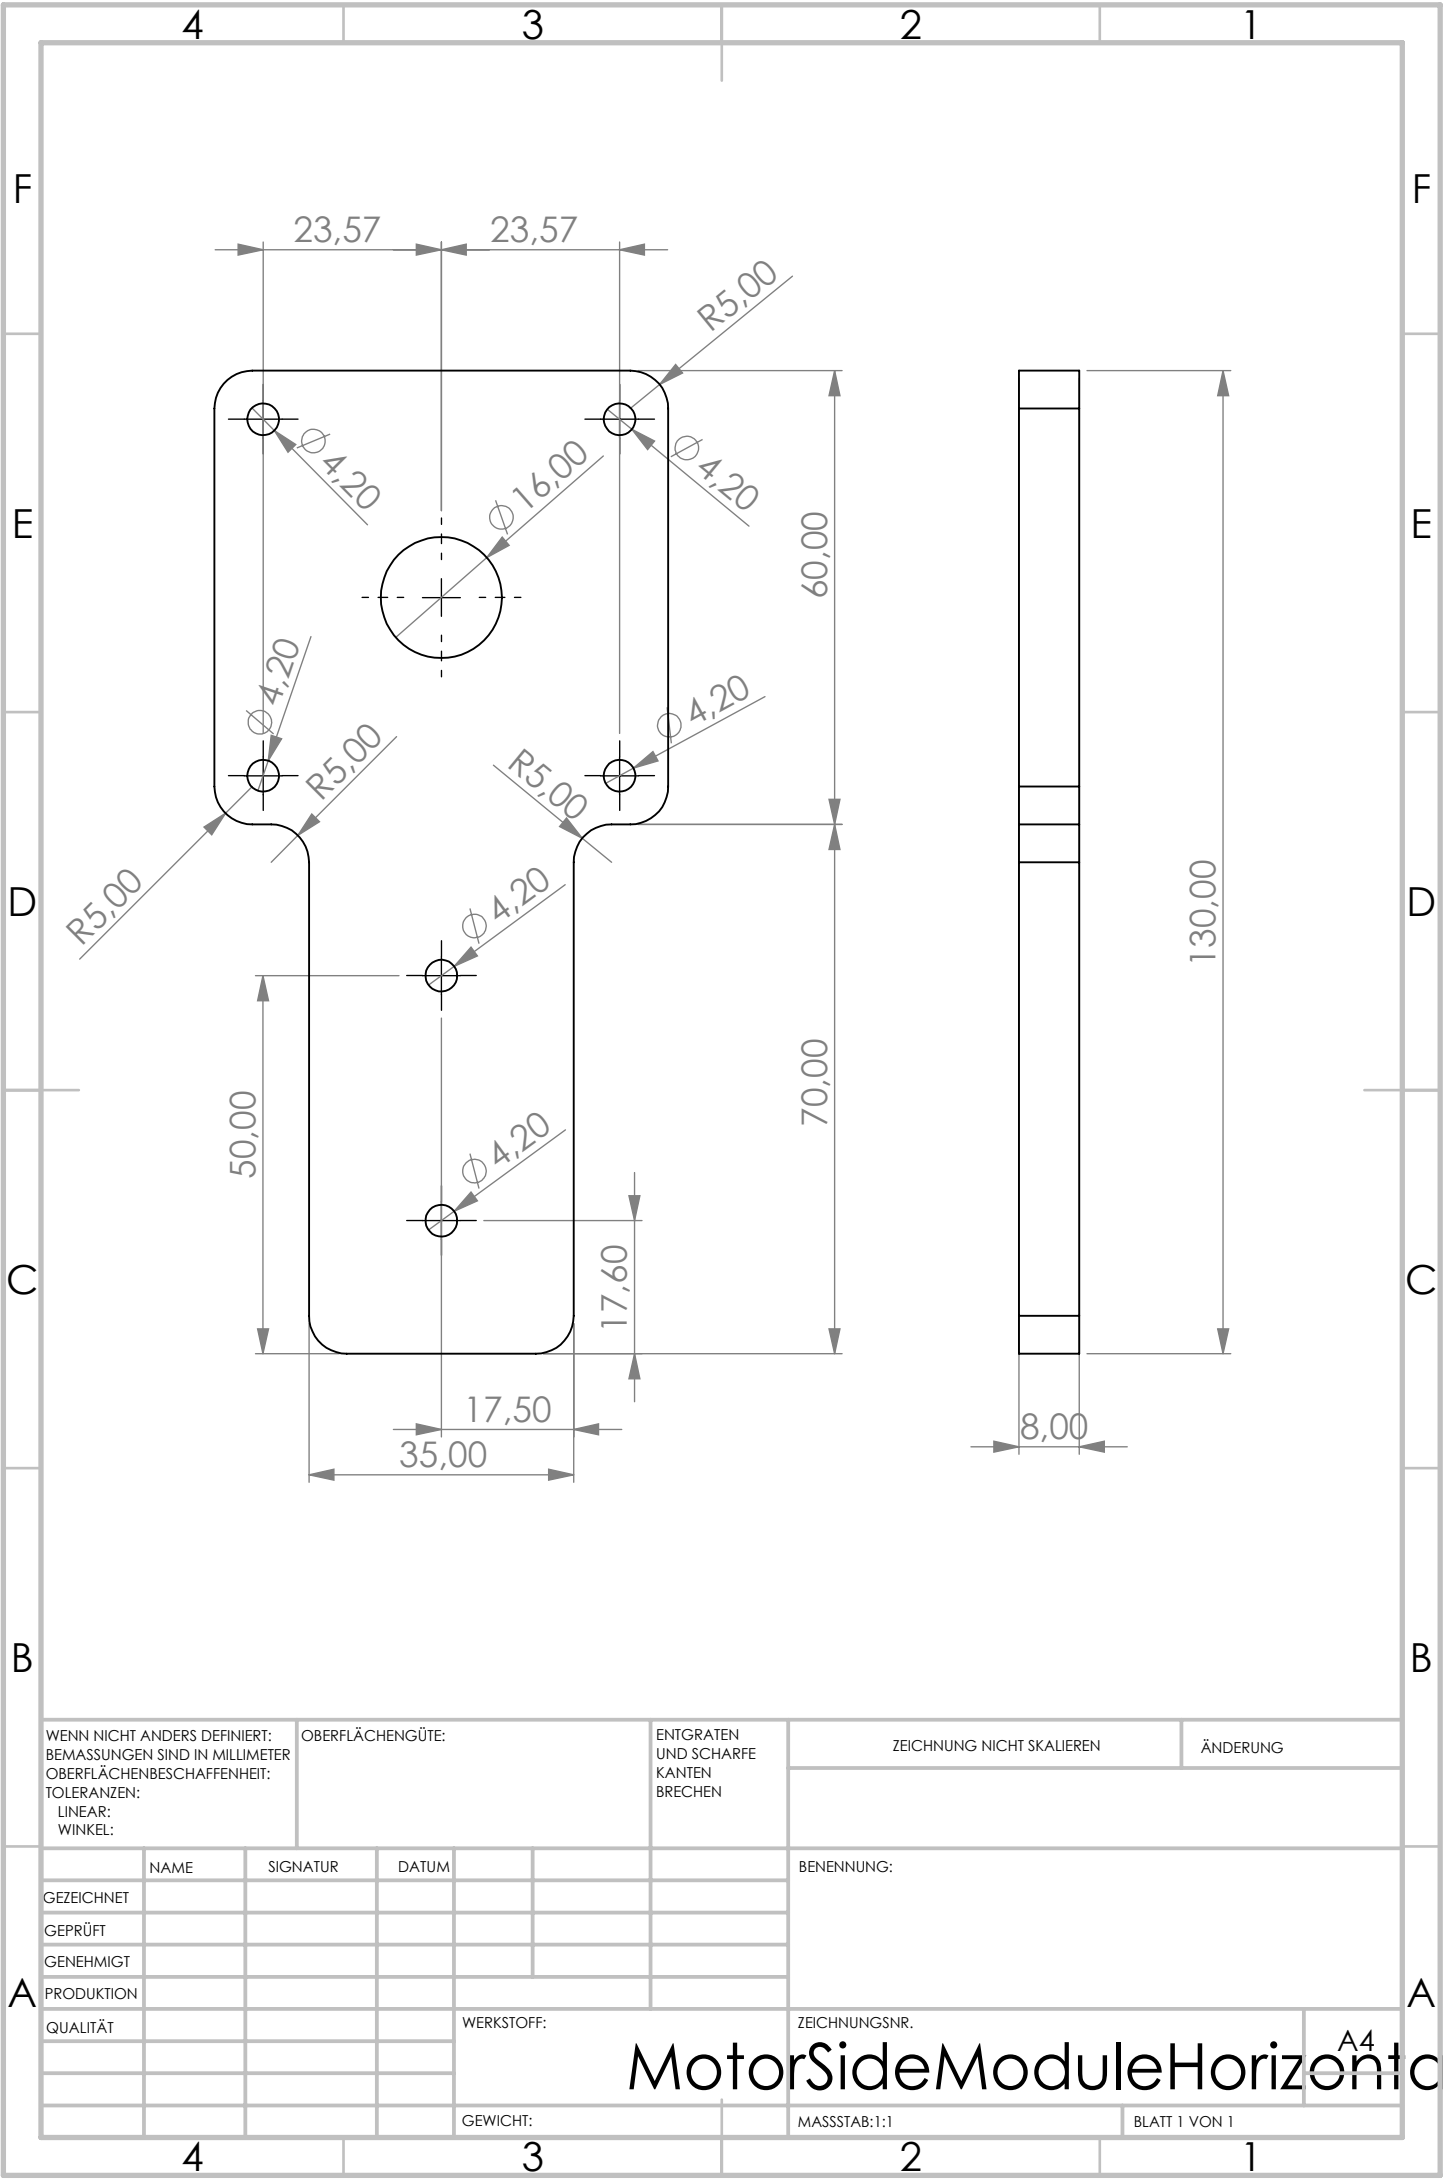 4 3 2 1
F F
23,57 23,57
R5,00
∅ 4,20
∅ 16,00
∅ 4,20
E E
60,00
∅ 4,20
∅ 4,20
R5,00
R5,00
R5,00
∅ 4,20
D D
130,00
70,00
50,00
∅ 4,20
C C
17,60
17,50
35,00
8,00
B B
WENN NICHT ANDERS DEFINIERT:
BEMASSUNGEN SIND IN MILLIMETER
OBERFLÄCHENBESCHAFFENHEIT:
TOLERANZEN:
LINEAR:
WINKEL:
OBERFLÄCHENGÜTE:
ENTGRATEN
UND SCHARFE
KANTEN
BRECHEN
ZEICHNUNG NICHT SKALIEREN
ÄNDERUNG
NAME SIGNATUR DATUM
BENENNUNG:
GEZEICHNET
GEPRÜFT
GENEHMIGT
PRODUKTION
QUALITÄT
A A
WERKSTOFF:
ZEICHNUNGSNR.
MotorSideModuleHorizonta
A4
GEWICHT:
MASSSTAB:1:1
BLATT 1 VON 1
4 3 2 1